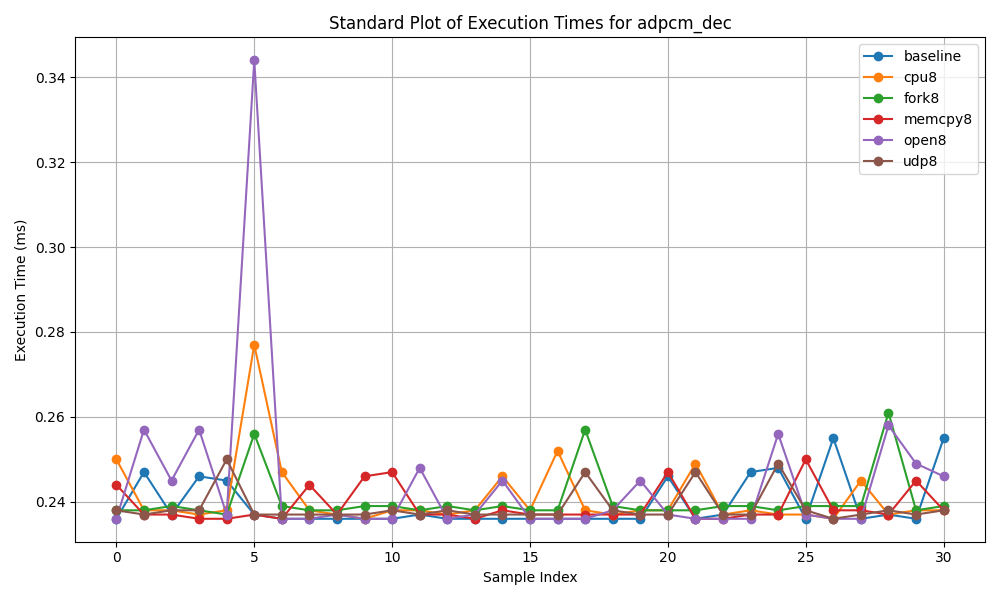 Standard Plot of Execution Times for adpcm_dec
Execution Time (ms)
0.34
0.32
0.30
0.28
0.26
0.24
baseline
cpu8
fork8
memcpy8
open8
udp8
0 5 10 15 20 25 30
Sample Index